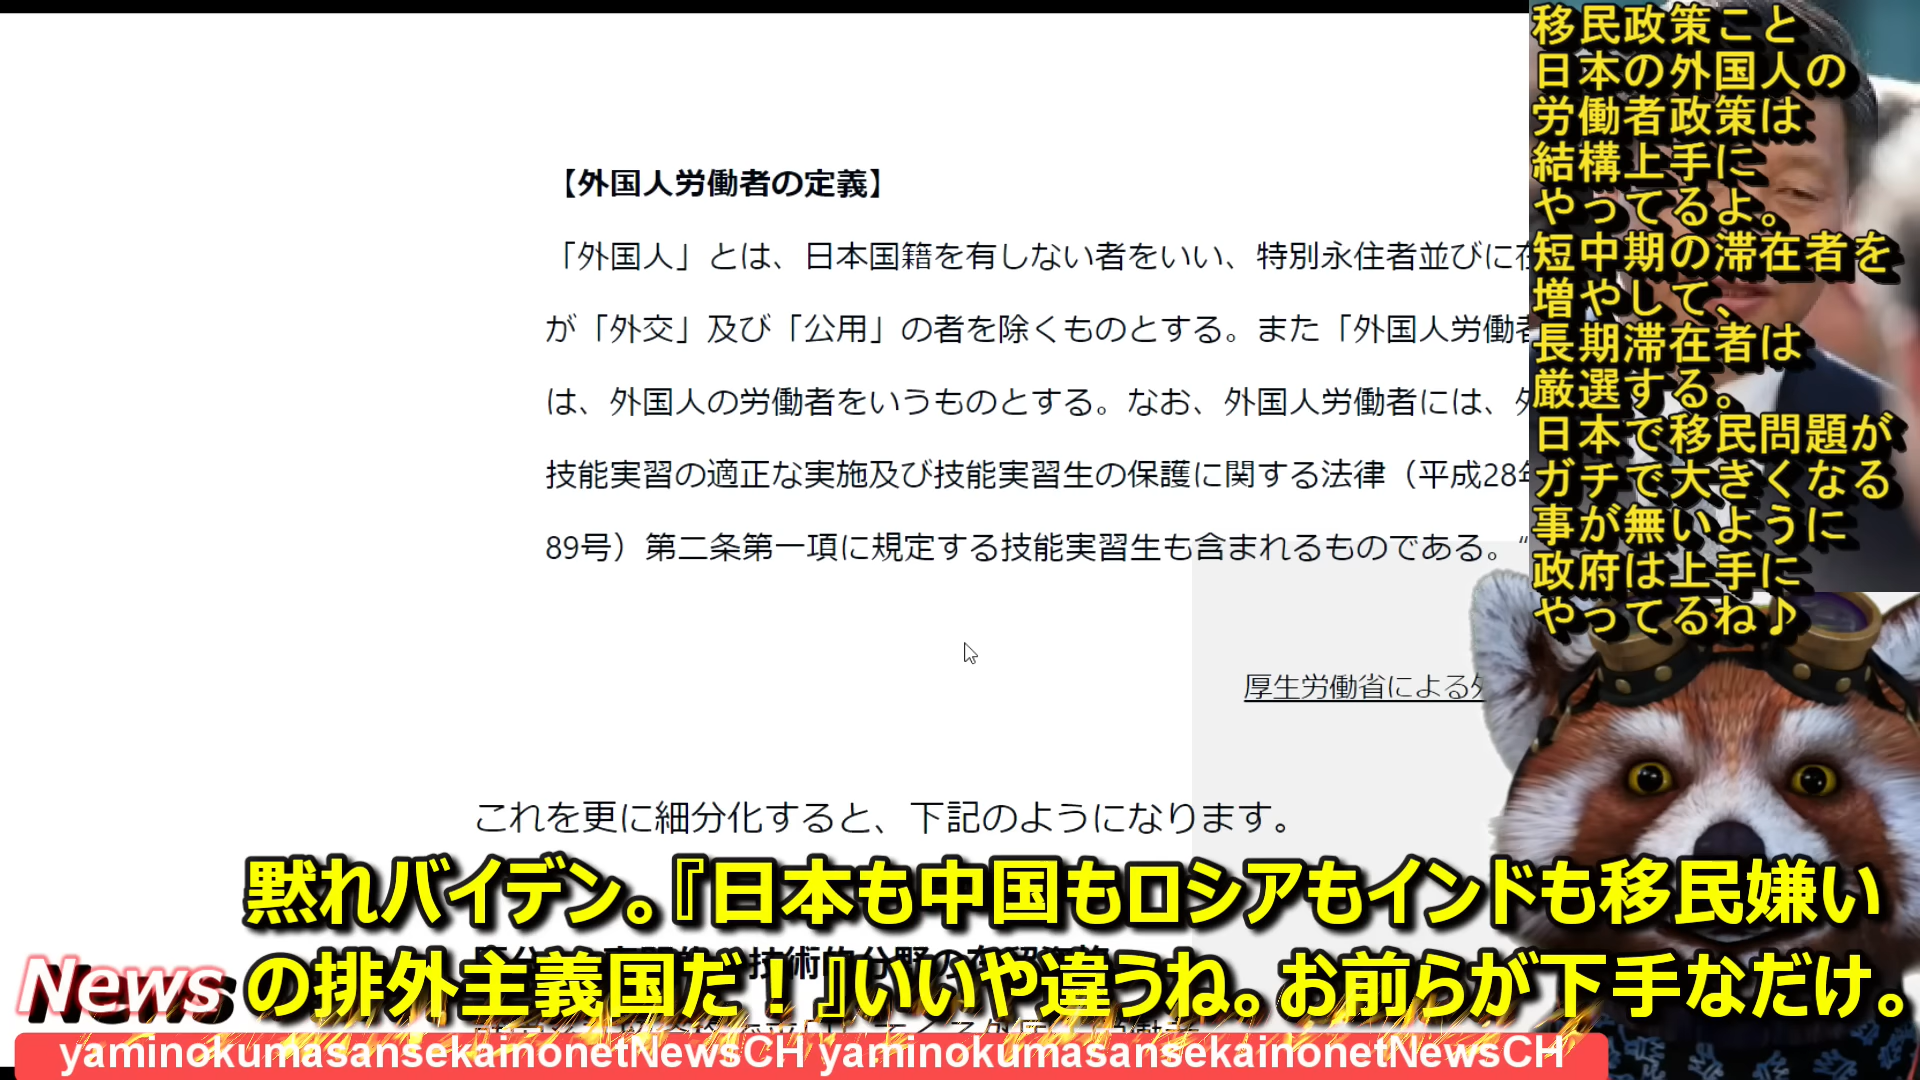 【外国人労働者の定義】
「外国人」とは、日本国籍を有しない者をいい、特別永住者並びに在
が「外交」及び「公用」の者を除くものとする。また「外国人労働者
は、外国人の労働者をいうものとする。なお、外国人労働者には、外
技能実習の適正な実施及び技能実習生の保護に関する法律（平成28年
89号）第二条第一項に規定する技能実習生も含まれるものである。“
厚生労働省による外
これを更に細分化すると、下記のようになります。
移民政策こと
日本の外国人の
労働者政策は
結構上手に
やってるよ。
短中期の滞在者を
増やして、
長期滞在者は
厳選する。
日本で移民問題が
ガチで大きくなる
事が無いように
政府は上手に
やってるね♪
黙れバイデン。『日本も中国もロシアもインドも移民嫌い
の排外主義国だ！』いいや違うね。お前らが下手なだけ。
News
yaminokumasansekainonetNewsCH yaminokumasansekainonetNewsCH